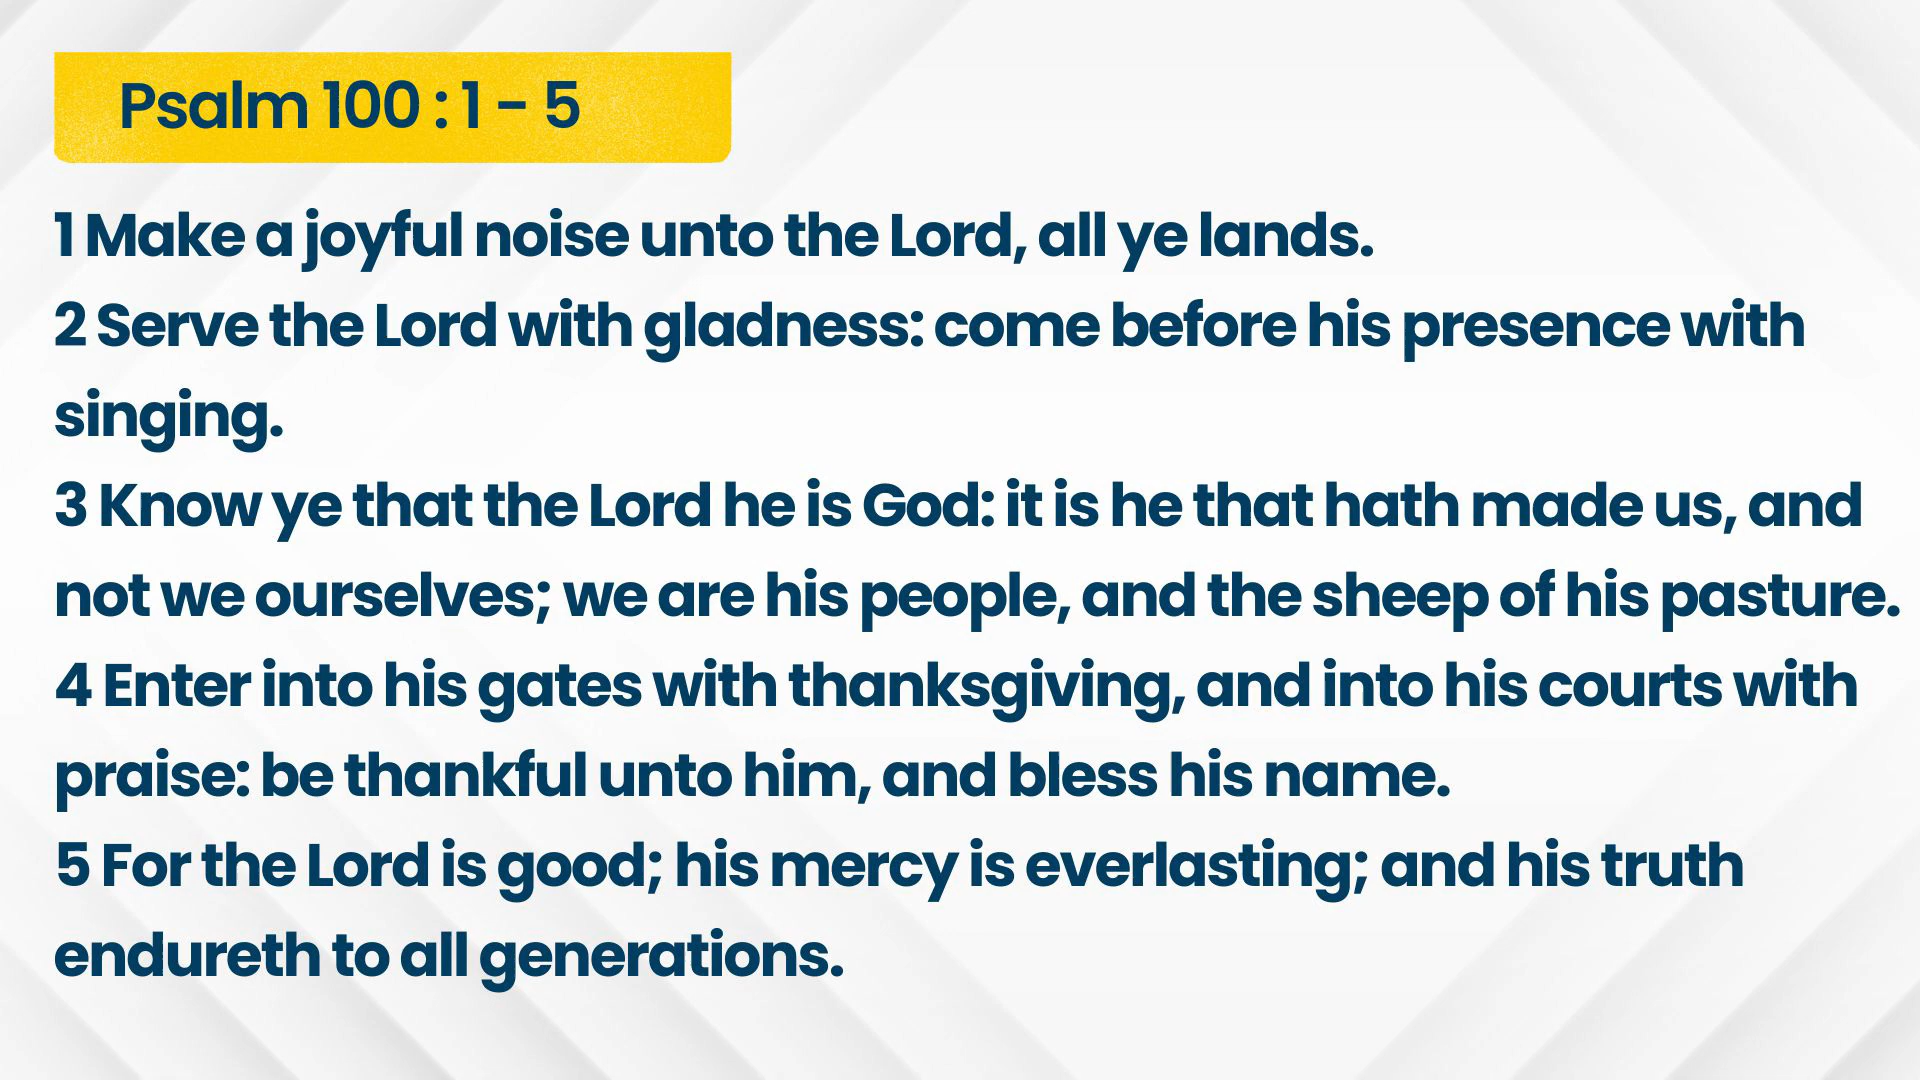 Psalm 100 : 1 - 5
1 Make a joyful noise unto the Lord, all ye lands.
2 Serve the Lord with gladness: come before his presence with
singing.
3 Know ye that the Lord he is God: it is he that hath made us, and
not we ourselves; we are his people, and the sheep of his pasture.
4 Enter into his gates with thanksgiving, and into his courts with
praise: be thankful unto him, and bless his name.
5 For the Lord is good; his mercy is everlasting; and his truth
endureth to all generations.